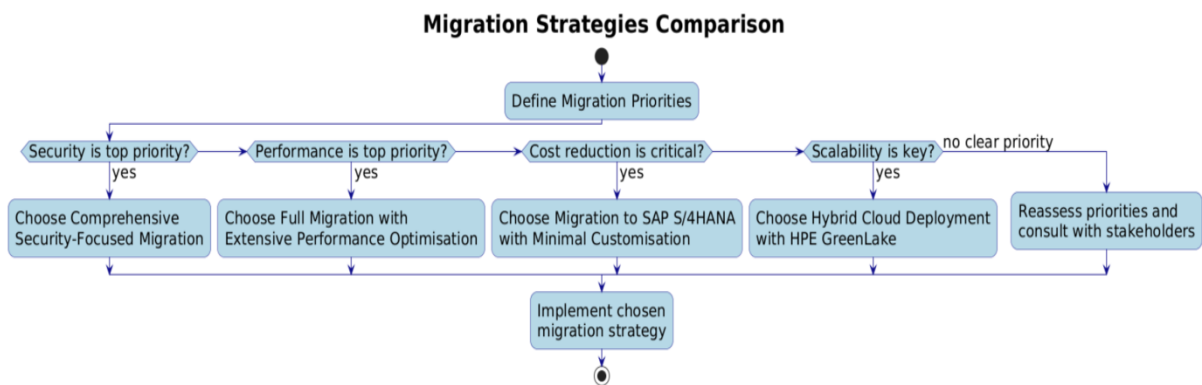 Migration Strategies Comparison
Define Migration Priorities
Security is top priority?
Performance is top priority?
Cost reduction is critical?
Scalability is key?
no clear priority
yes
yes
yes
yes
Choose Comprehensive
Security-Focused Migration
Choose Full Migration with
Extensive Performance Optimisation
Choose Migration to SAP S/4HANA
with Minimal Customisation
Choose Hybrid Cloud Deployment
with HPE GreenLake
Reassess priorities and
consult with stakeholders
Implement chosen
migration strategy